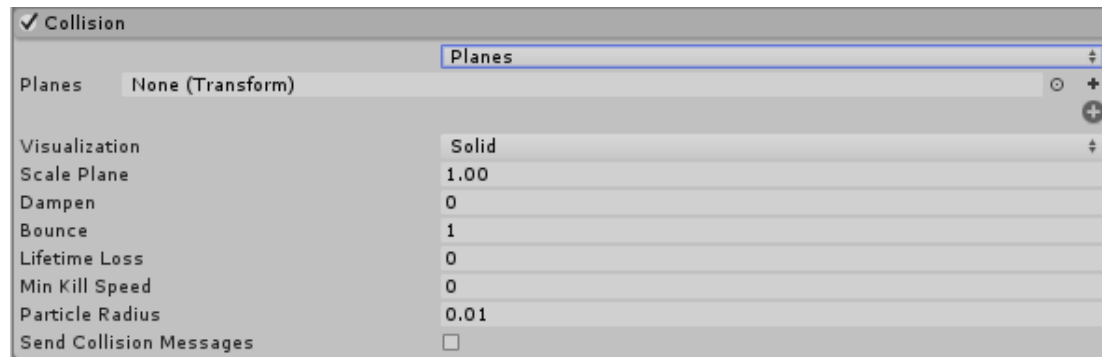 Collision
Planes
Planes None (Transform)
Visualization Solid
Scale Plane 1.00
Dampen 0
Bounce 1
Lifetime Loss 0
Min Kill Speed 0
Particle Radius 0.01
Send Collision Messages